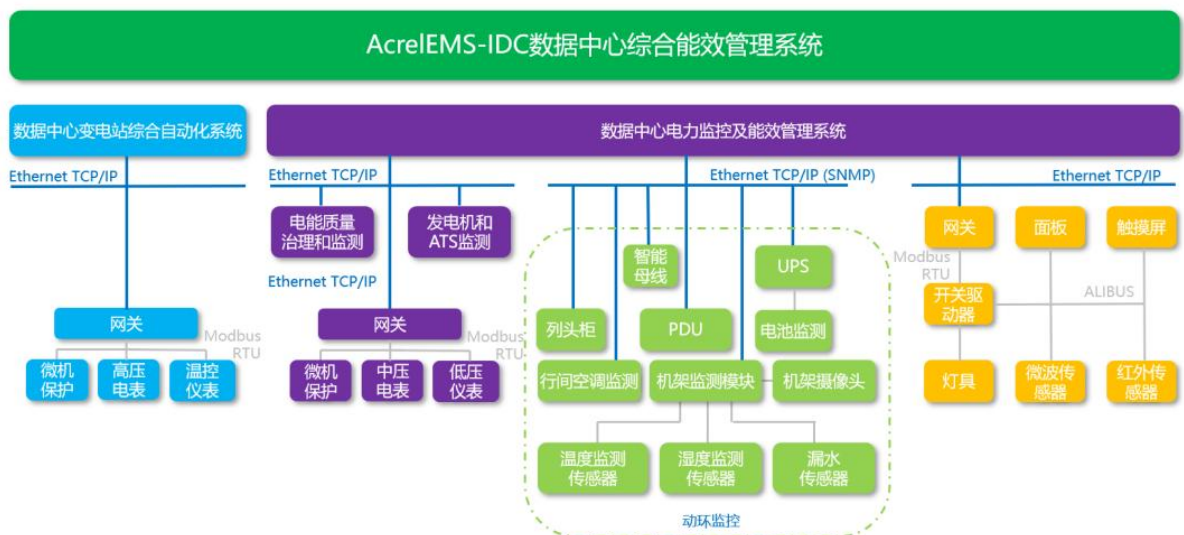 AcrelEMS-IDC数据中心综合能效管理系统
数据中心变电站综合自动化系统
数据中心电力监控及能效管理系统
Ethernet TCP/IP
Ethernet TCP/IP
Ethernet TCP/IP (SNMP)
Ethernet TCP/IP
电能质量
治理和监测
发电机和
ATS监测
Ethernet TCP/IP
网关
Modbus
RTU
微机
保护
高压
电表
温控
仪表
网关
Modbus
RTU
微机
保护
中压
电表
低压
仪表
智能
母线
UPS
列头柜
PDU
电池监测
行间空调监测
机架监测模块
机架摄像头
温度监测
传感器
湿度监测
传感器
漏水
传感器
动环监控
网关
面板
触摸屏
Modbus
RTU
开关驱
动器
ALIBUS
灯具
微波传
感器
红外传
感器